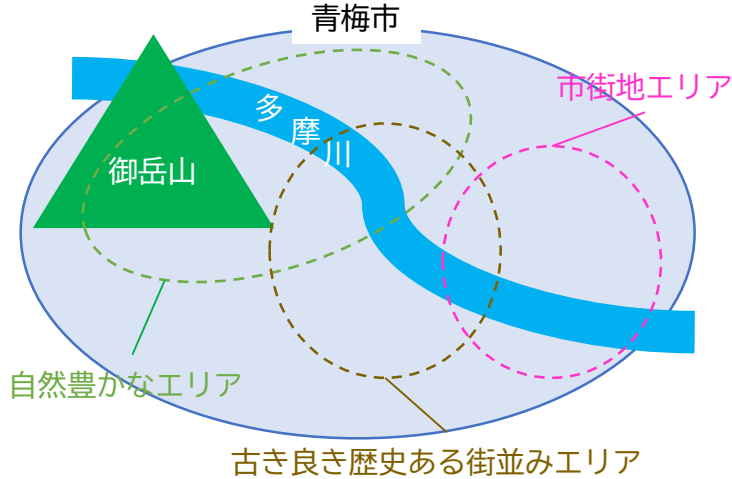 青梅市
市街地エリア
多摩川
御岳山
自然豊かなエリア
古き良き歴史ある街並みエリア